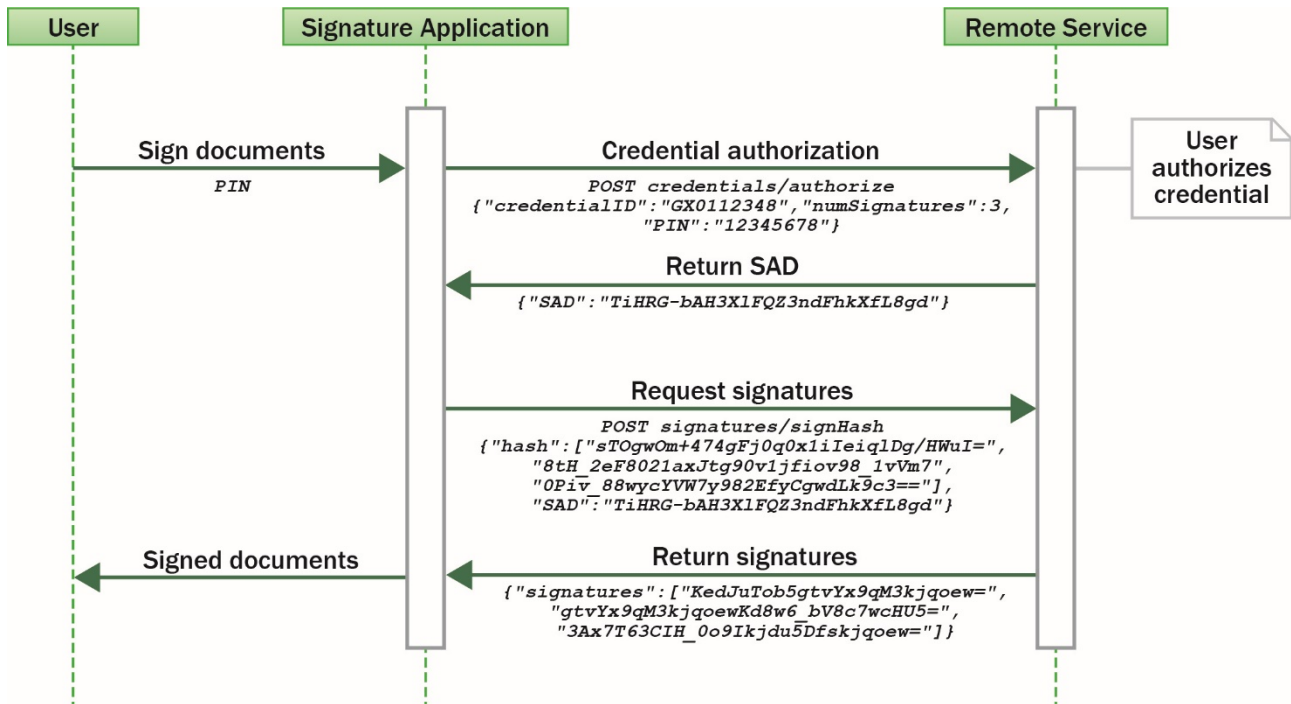 User
Signature Application
Remote Service
Sign documents
PIN
Credential authorization
POST credentials/authorize
{"credentialID":"GX0112348","numSignatures":3,
"PIN":"12345678"}
User
authorizes
credential
Return SAD
{"SAD":"TiHRG-bAH3XlFQZ3ndFhkXfL8gd"}
Request signatures
POST signatures/signHash
{"hash":["sTOgwOm+474gFj0q0x1iIeiqlDg/HWuI=",
"8tH_2eF8021axJtg90v1jfiov98_1vVm7",
"0Piv_88wycYVW7y982EfyCgwdLk9c3=="],
"SAD":"TiHRG-bAH3XlFQZ3ndFhkXfL8gd"}
Signed documents
Return signatures
{"signatures":["KedJuTob5gtvYx9qM3kjqoew=",
"gtvYx9qM3kjqoewKd8w6_bV8c7wcHU5=",
"3Ax7T63CIH_0o9Ikjdu5Dfskjqoew="]}